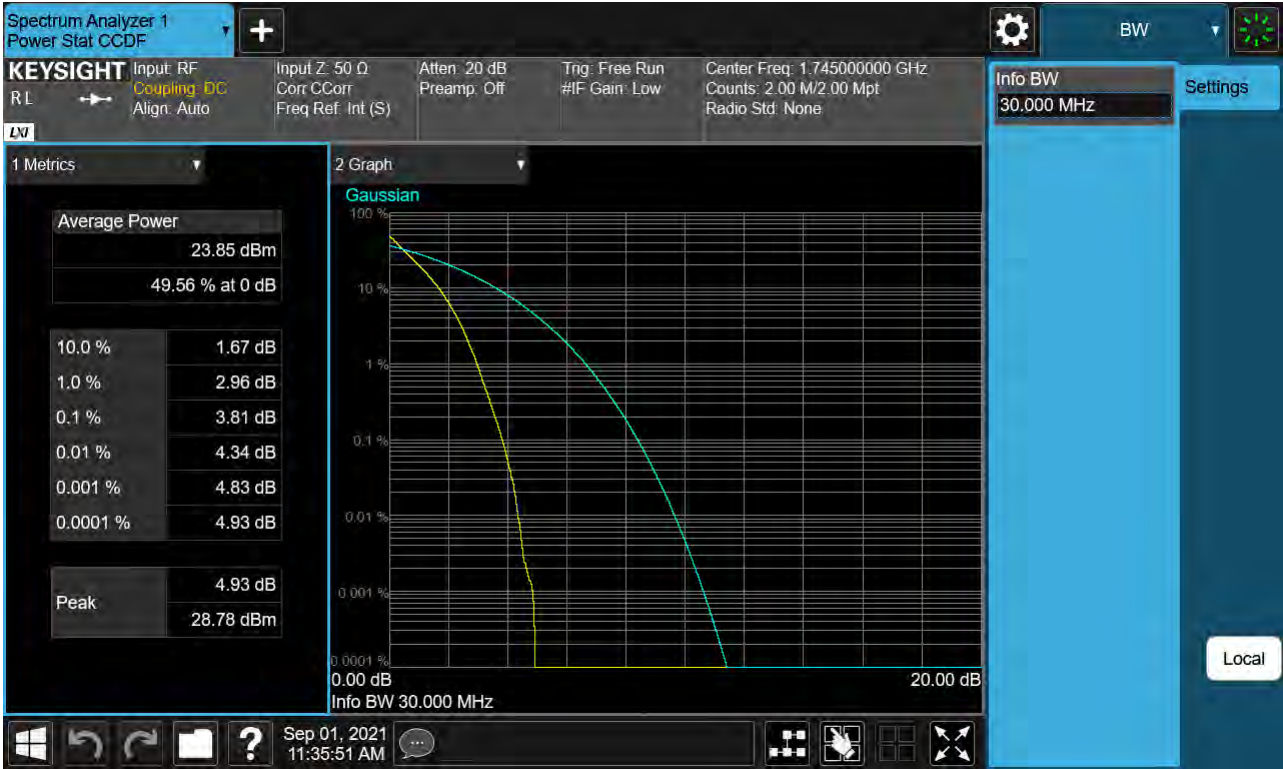 Spectrum Analyzer 1
Power Stat CCDF
BW
KEYSIGHT
R L
LXI
Input: RF
Coupling: DC
Align: Auto
Input Z: 50 Ω
Corr CCorr
Freq Ref: Int (S)
Atten: 20 dB
Preamp: Off
Trig: Free Run
#IF Gain: Low
Center Freq: 1.745000000 GHz
Counts: 2.00 M/2.00 Mpt
Radio Std: None
Info BW
30.000 MHz
Settings
1 Metrics
Average Power
23.85 dBm
49.56 % at 0 dB
10.0 % 1.67 dB
1.0 % 2.96 dB
0.1 % 3.81 dB
0.01 % 4.34 dB
0.001 % 4.83 dB
0.0001 % 4.93 dB
Peak
4.93 dB
28.78 dBm
2 Graph
Gaussian
100 %
10 %
1 %
0.1 %
0.01 %
0.001 %
0.0001 %
0.00 dB 20.00 dB
Info BW 30.000 MHz
Local
?
Sep 01, 2021
11:35:51 AM